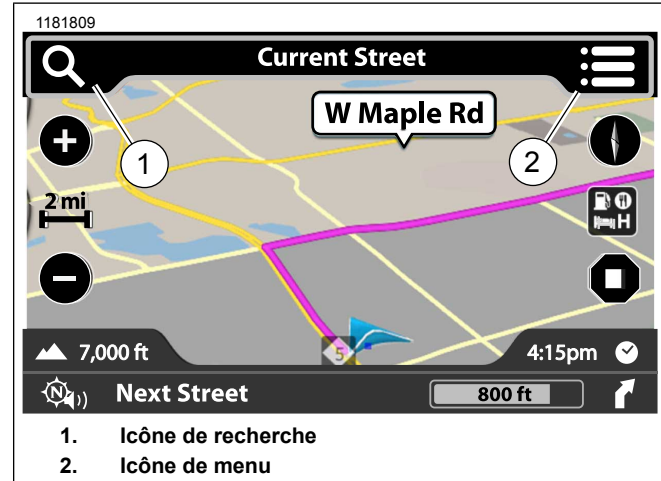 1181809
Current Street
W Maple Rd
1
2
+
2 mi
H
−
5
7,000 ft
4:15pm
N
Next Street
800 ft
1. Icône de recherche
2. Icône de menu